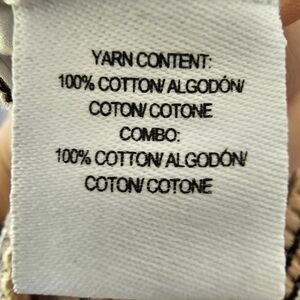 YARN CONTENT:
100% COTTON/ ALGODÓN/
COTON/ COTONE
COMBO:
100% COTTON/ ALGODÓN/
COTON/ COTONE